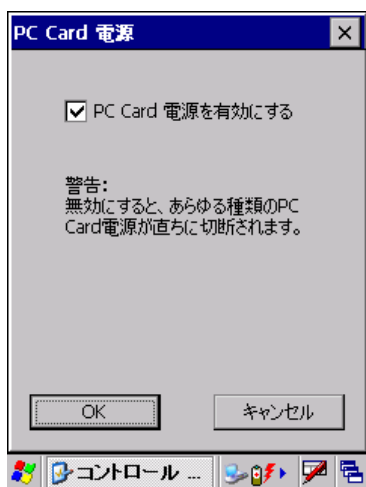 PC Card 電源
PC Card 電源を有効にする
警告:
無効にすると、あらゆる種類のPC
Card電源が直ちに切断されます。
OK
キャンセル
コントロール ...